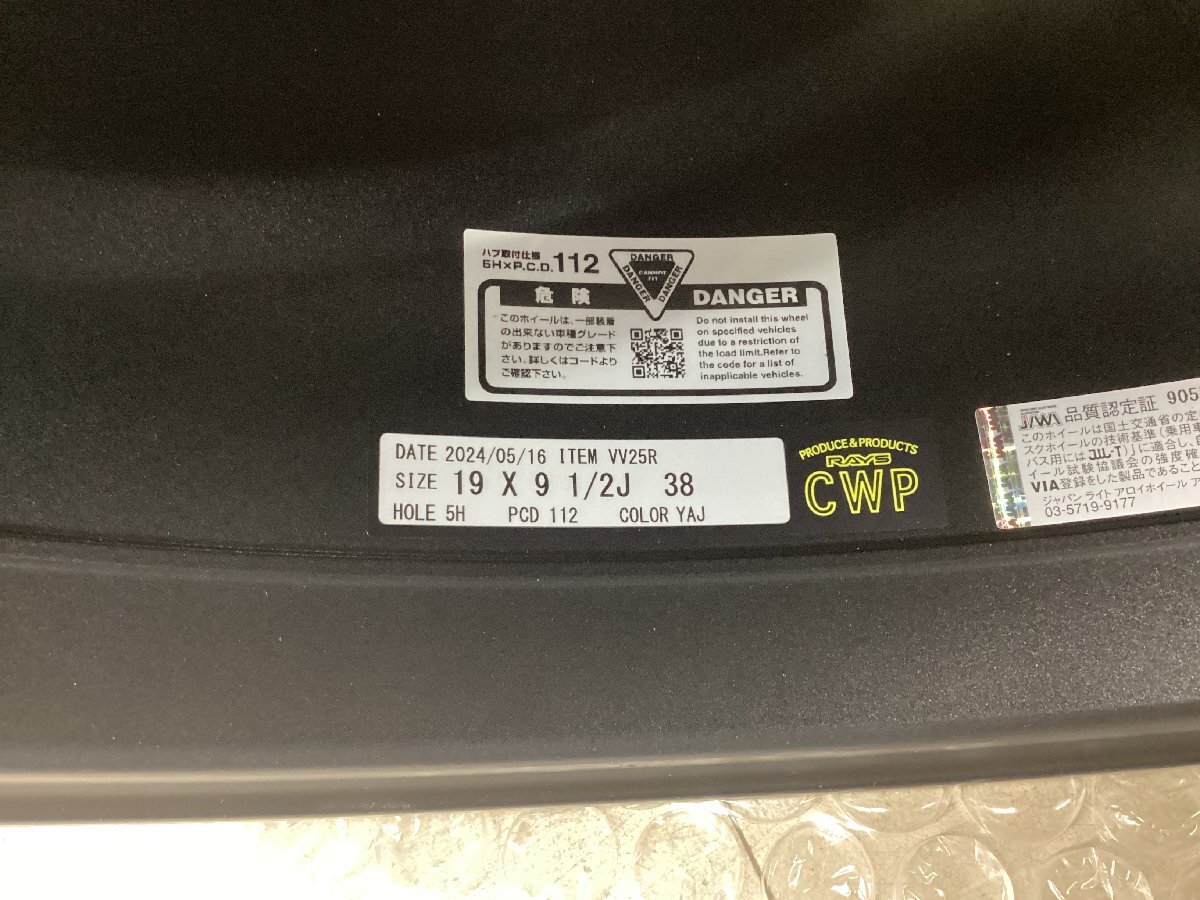 ハブ取付仕様
5H×P.C.D.112
DANGER
DANGER
DANGER
CANNOT
FIT
危険
DANGER
このホイールは、一部装着
の出来ない車種グレード
がありますのでご注意下
さい。詳しくはコードより
ご確認下さい。
Do not install this wheel
on specified vehicles
due to a restriction of
the load limit.Refer to
the code for a list of
inapplicable vehicles.
DATE 2024/05/16 ITEM VV25R
SIZE 19 X 9 1/2J 38
HOLE 5H PCD 112 COLOR YAJ
PRODUCE & PRODUCTS
RAYS
CWP
JAWA 品質認定証 905
このホイールは国土交通省の定
スクホイールの技術基準(乗用車
バス用にはJWL-T)」に適合し、
イール試験協議会の強度確
VIA登録をした製品であること
ジャパン ライト アロイホイール ア
03-5719-9177